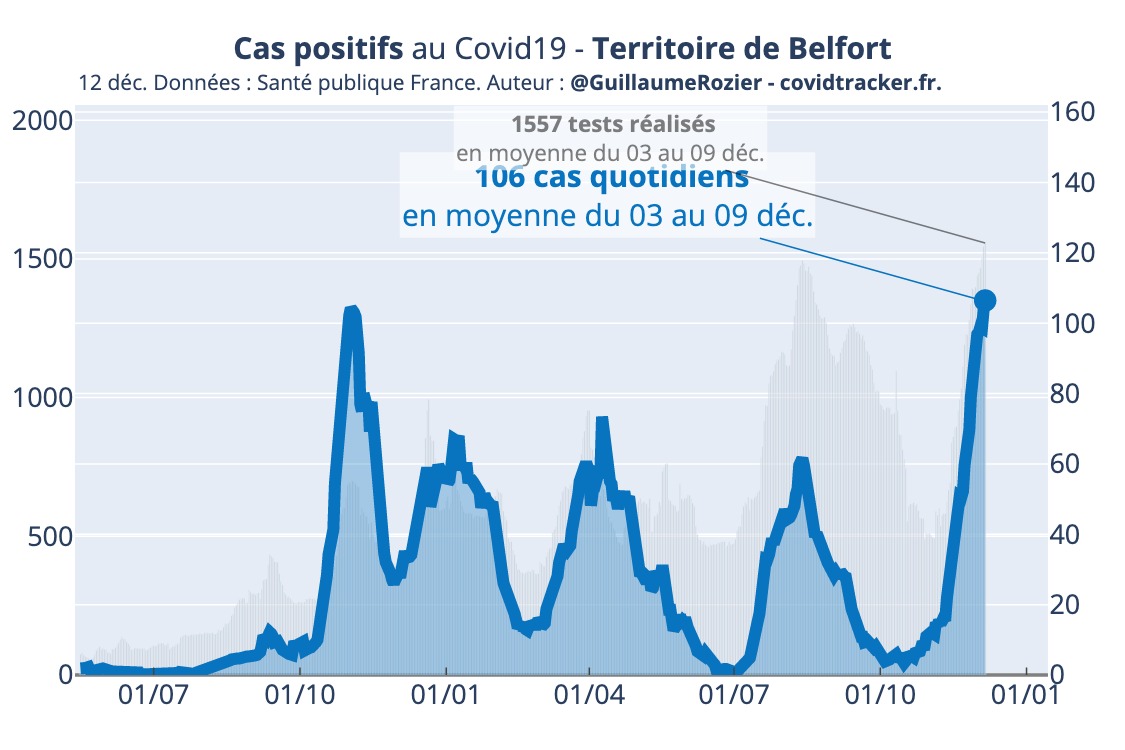 Cas positifs au Covid19 - Territoire de Belfort
12 déc. Données : Santé publique France. Auteur : @GuillaumeRozier - covidtracker.fr.
1557 tests réalisés
en moyenne du 03 au 09 déc.
106 cas quotidiens
en moyenne du 03 au 09 déc.
2000
1500
1000
500
0
160
140
120
100
80
60
40
20
0
01/07 01/10 01/01 01/04 01/07 01/10 01/01